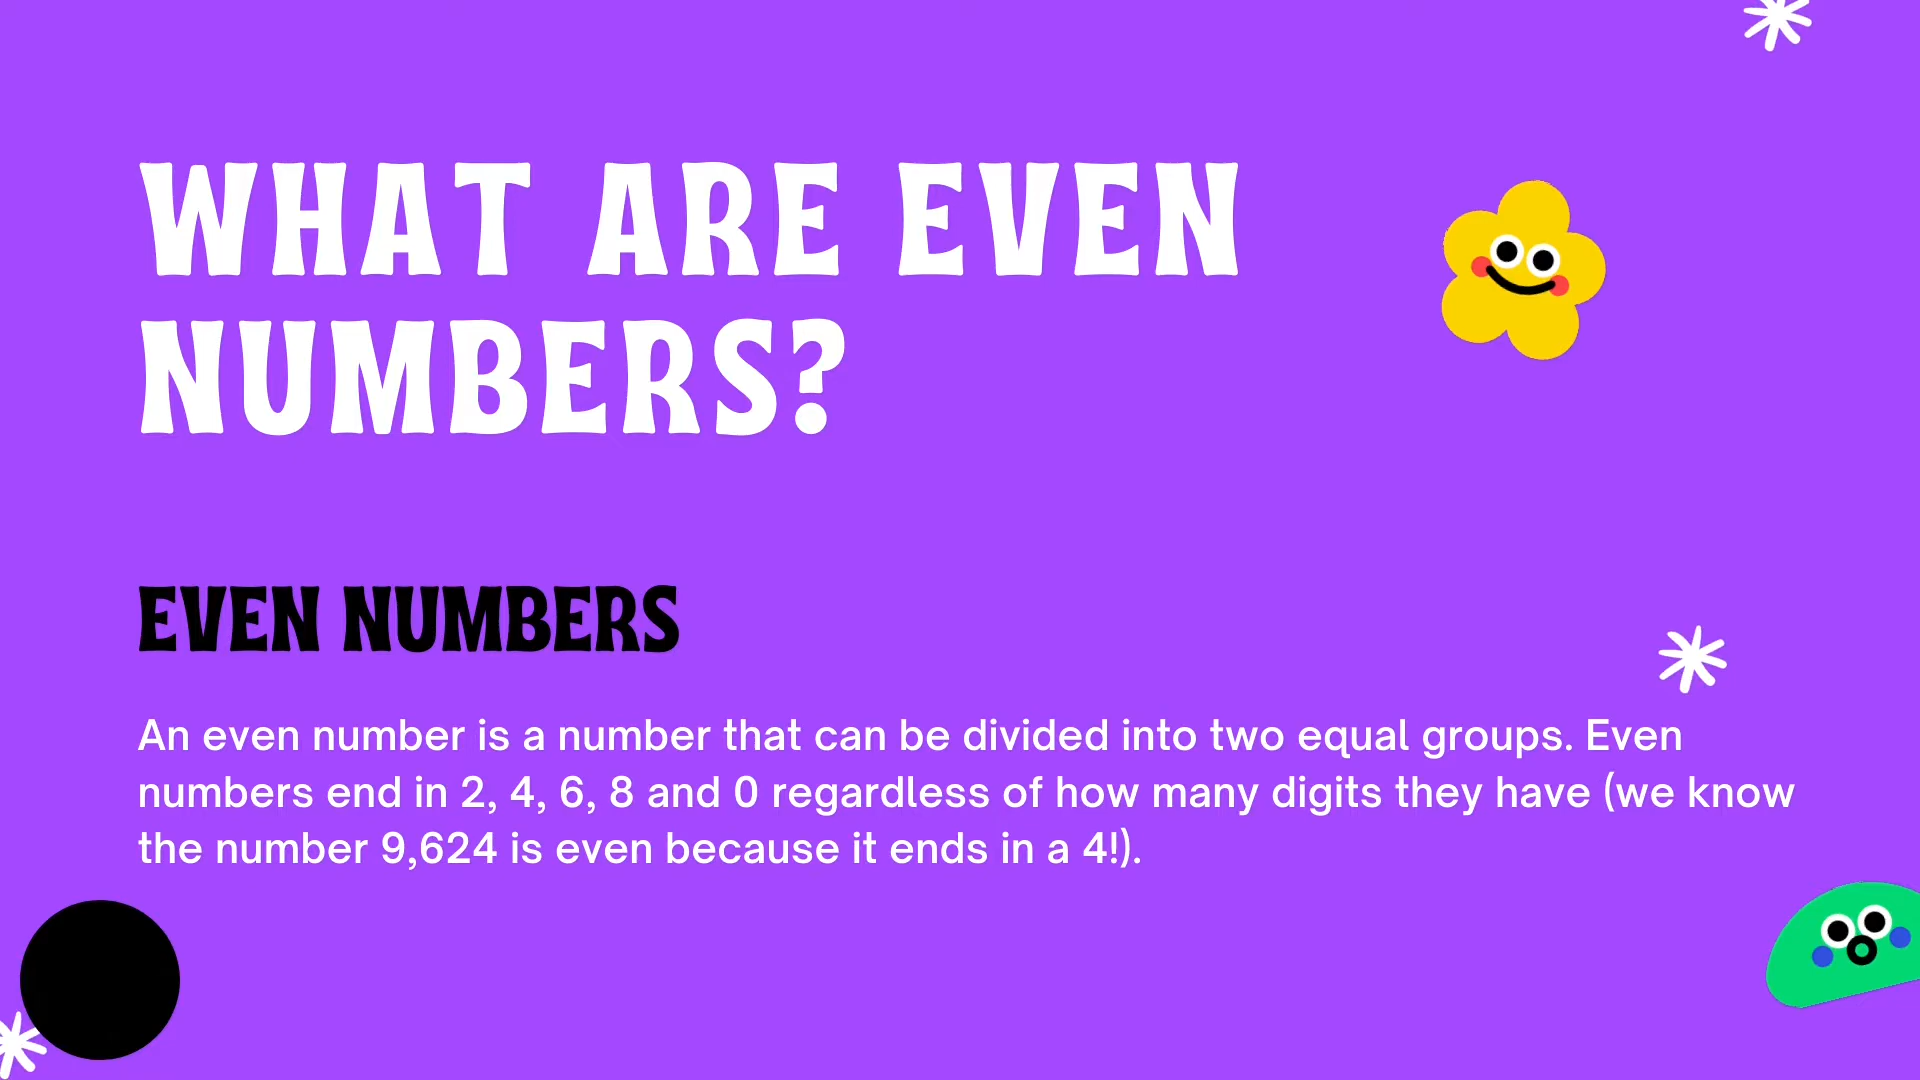 WHAT ARE EVEN
NUMBERS?
EVEN NUMBERS
An even number is a number that can be divided into two equal groups. Even
numbers end in 2, 4, 6, 8 and 0 regardless of how many digits they have (we know
the number 9,624 is even because it ends in a 4!).